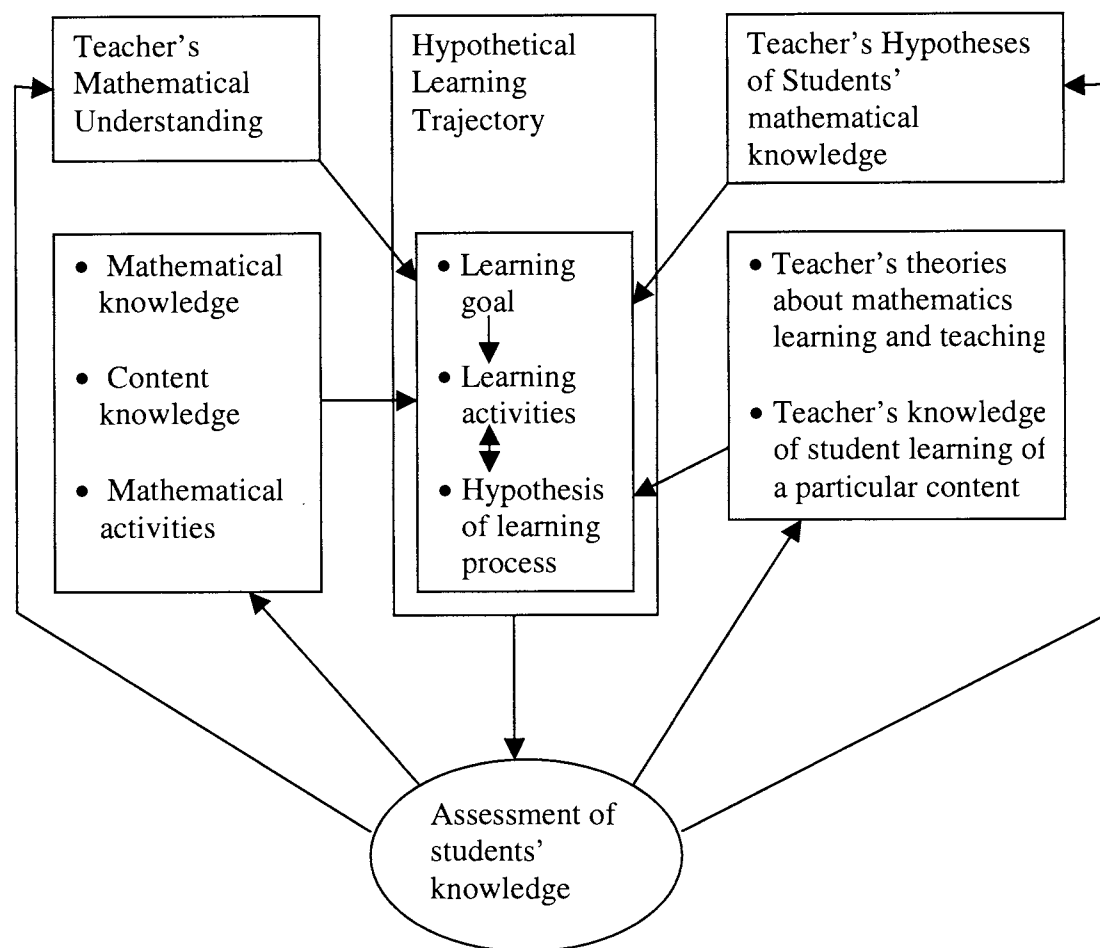 Teacher's
Mathematical
Understanding
Hypothetical
Learning
Trajectory
Teacher's Hypotheses
of Students'
mathematical
knowledge
• Mathematical
knowledge
• Content
knowledge
• Mathematical
activities
• Learning
goal
• Learning
activities
• Hypothesis
of learning
process
• Teacher's theories
about mathematics
learning and teaching
• Teacher's knowledge
of student learning of
a particular content
Assessment of
students'
knowledge